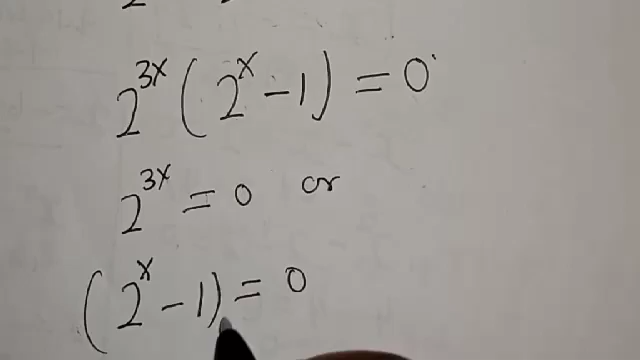 2^{3x} (2^x - 1) = 0
2^{3x} = 0 or
(2^x - 1) = 0